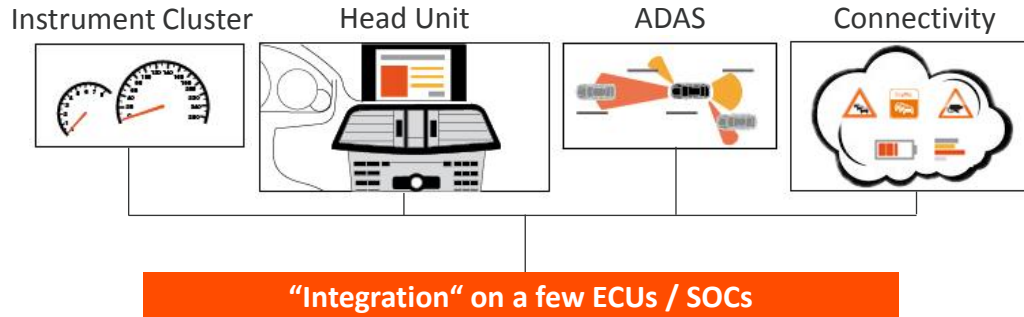 Instrument Cluster
Head Unit
ADAS
Connectivity
“Integration“ on a few ECUs / SOCs